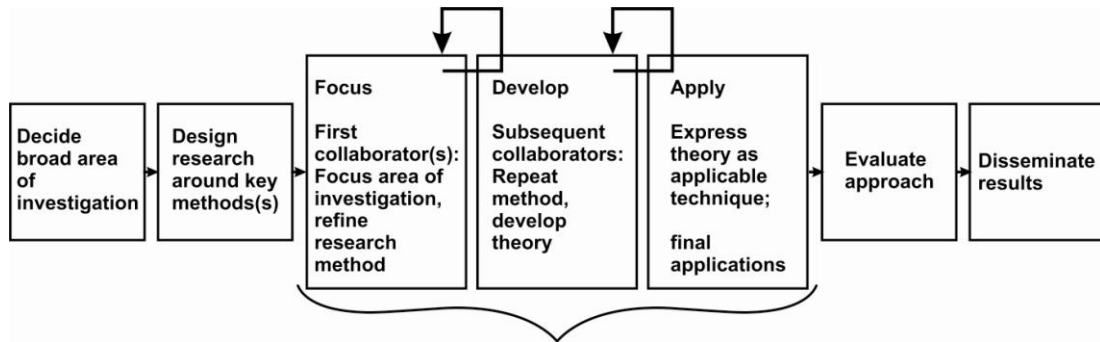 Decide
broad area
of
investigation
Design
research
around key
methods(s)
Focus
First
collaborator(s):
Focus area of
investigation,
refine
research
method
Develop
Subsequent
collaborators:
Repeat
method,
develop
theory
Apply
Express
theory as
applicable
technique;
final
applications
Evaluate
approach
Disseminate
results